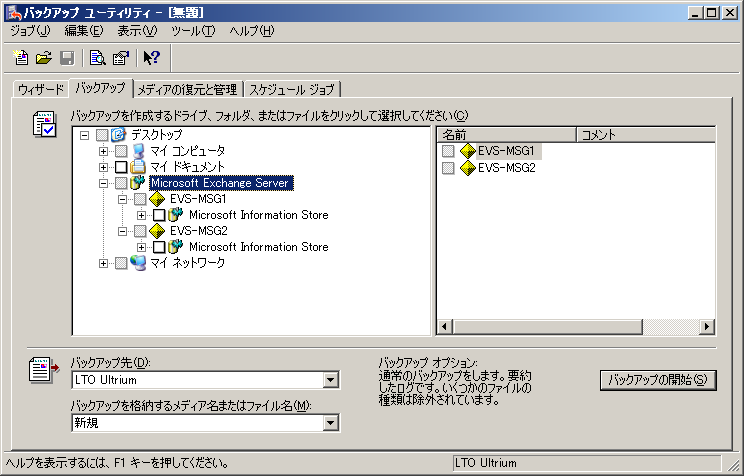 バックアップ ユーティリティ - [無題]
ジョブ(J) 編集(E) 表示(V) ツール(T) ヘルプ(H)
ウィザード バックアップ メディアの復元と管理 スケジュール ジョブ
バックアップを作成するドライブ、フォルダ、またはファイルをクリックして選択してください(C)
デスクトップ
マイ コンピュータ
マイ ドキュメント
Microsoft Exchange Server
EVS-MSG1
Microsoft Information Store
EVS-MSG2
Microsoft Information Store
マイ ネットワーク
名前 コメント
EVS-MSG1
EVS-MSG2
バックアップ先(D):
LTO Ultrium
バックアップを格納するメディア名またはファイル名(M):
新規
バックアップ オプション:
通常のバックアップをします。要約
したログです。いくつかのファイルの
種類は除外されています。
バックアップの開始(S)
ヘルプを表示するには、F1 キーを押してください。
LTO Ultrium